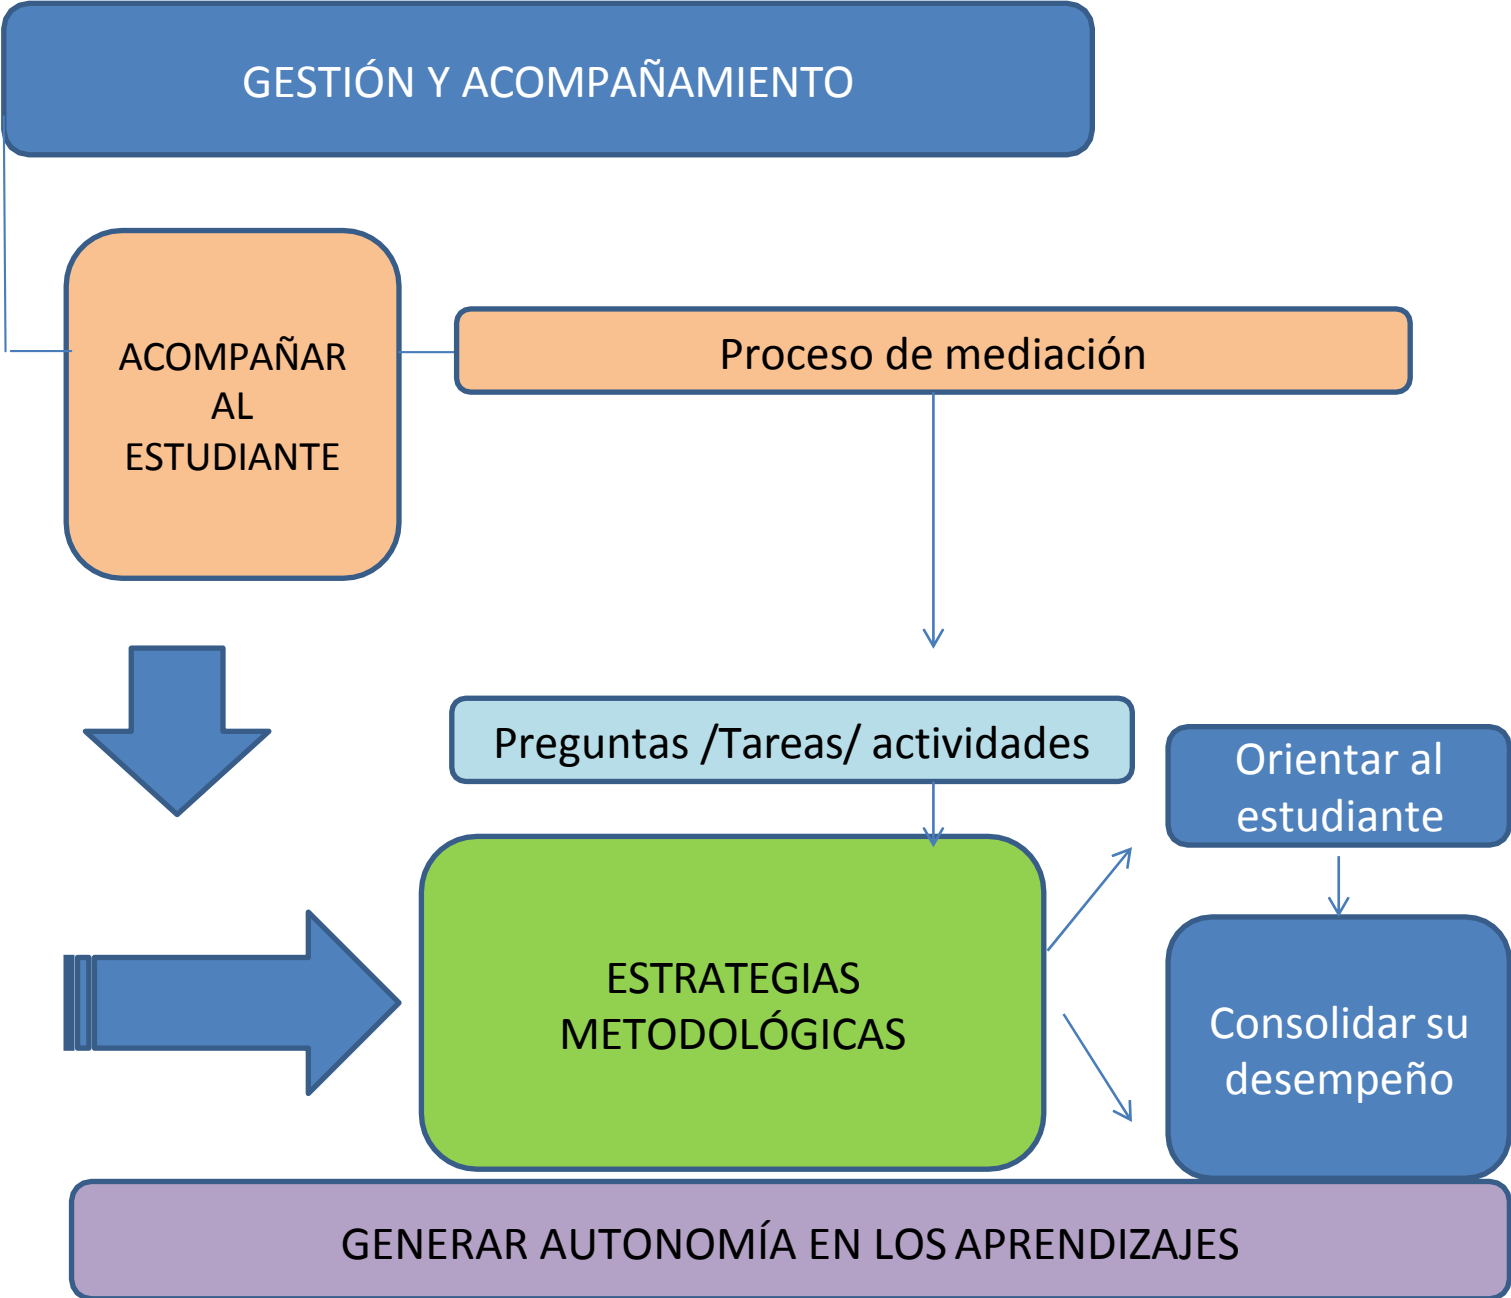 GESTIÓN Y ACOMPAÑAMIENTO
ACOMPAÑAR
AL
ESTUDIANTE
Proceso de mediación
Preguntas /Tareas/ actividades
Orientar al
estudiante
ESTRATEGIAS
METODOLÓGICAS
Consolidar su
desempeño
GENERAR AUTONOMÍA EN LOS APRENDIZAJES